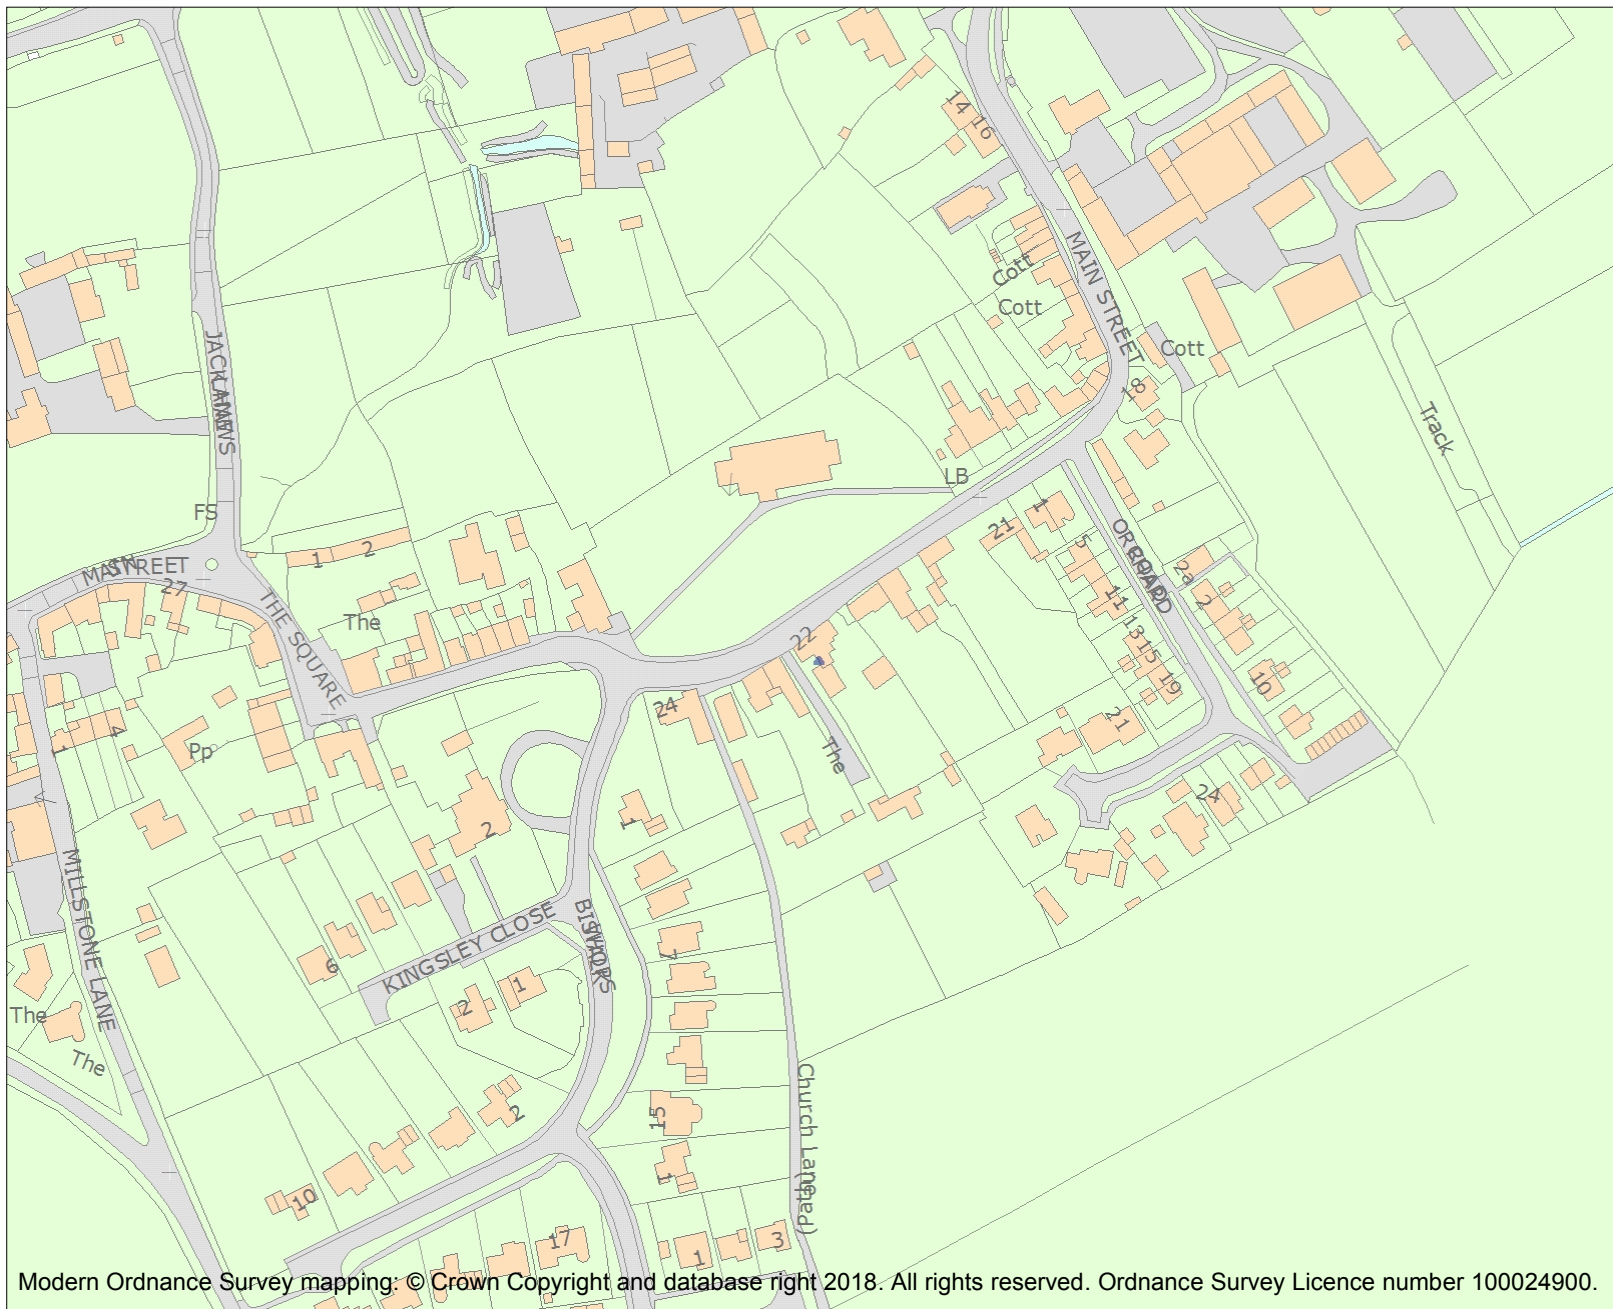 14
16
MAIN STREET
Cott
Cott
Cott
18
Track
JACKLANDS
LB
FS
1
2
MAIN
STREET
27
THE SQUARE
The
21
1
5
11
13
15
19
21
ORCHARD
ROAD
2a
2
10
24
22
24
The
Pp
4
1
2
1
MILLSTONE LANE
KINGSLEY CLOSE
6
7
2
1
The
The
2
15
1
10
17
1
3
Church Lane
(Path)
Modern Ordnance Survey mapping: © Crown Copyright and database right 2018. All rights reserved. Ordnance Survey Licence number 100024900.